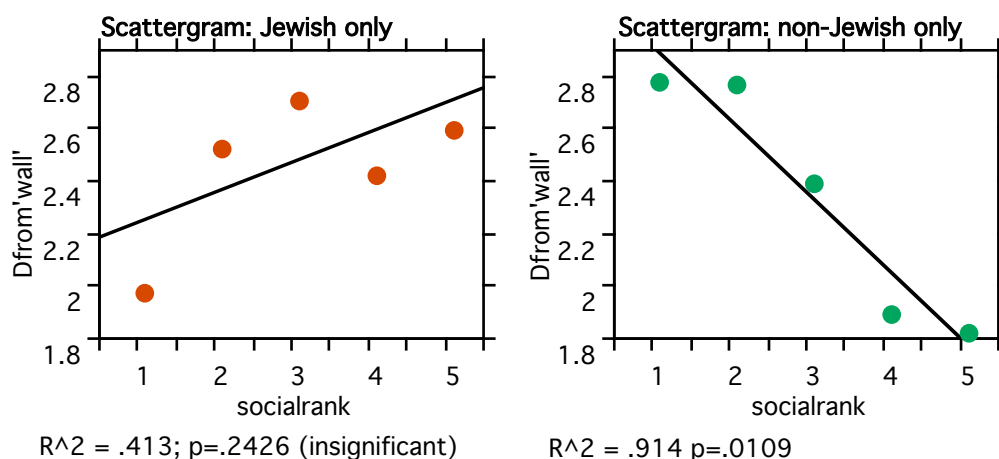 Scattergram: Jewish only
2.8
2.6
2.4
2.2
2
1.8
Dfrom'wall'
1 2 3 4 5
socialrank
R^2 = .413; p=.2426 (insignificant)
Scattergram: non-Jewish only
2.8
2.6
2.4
2.2
2
1.8
Dfrom'wall'
1 2 3 4 5
socialrank
R^2 = .914 p=.0109